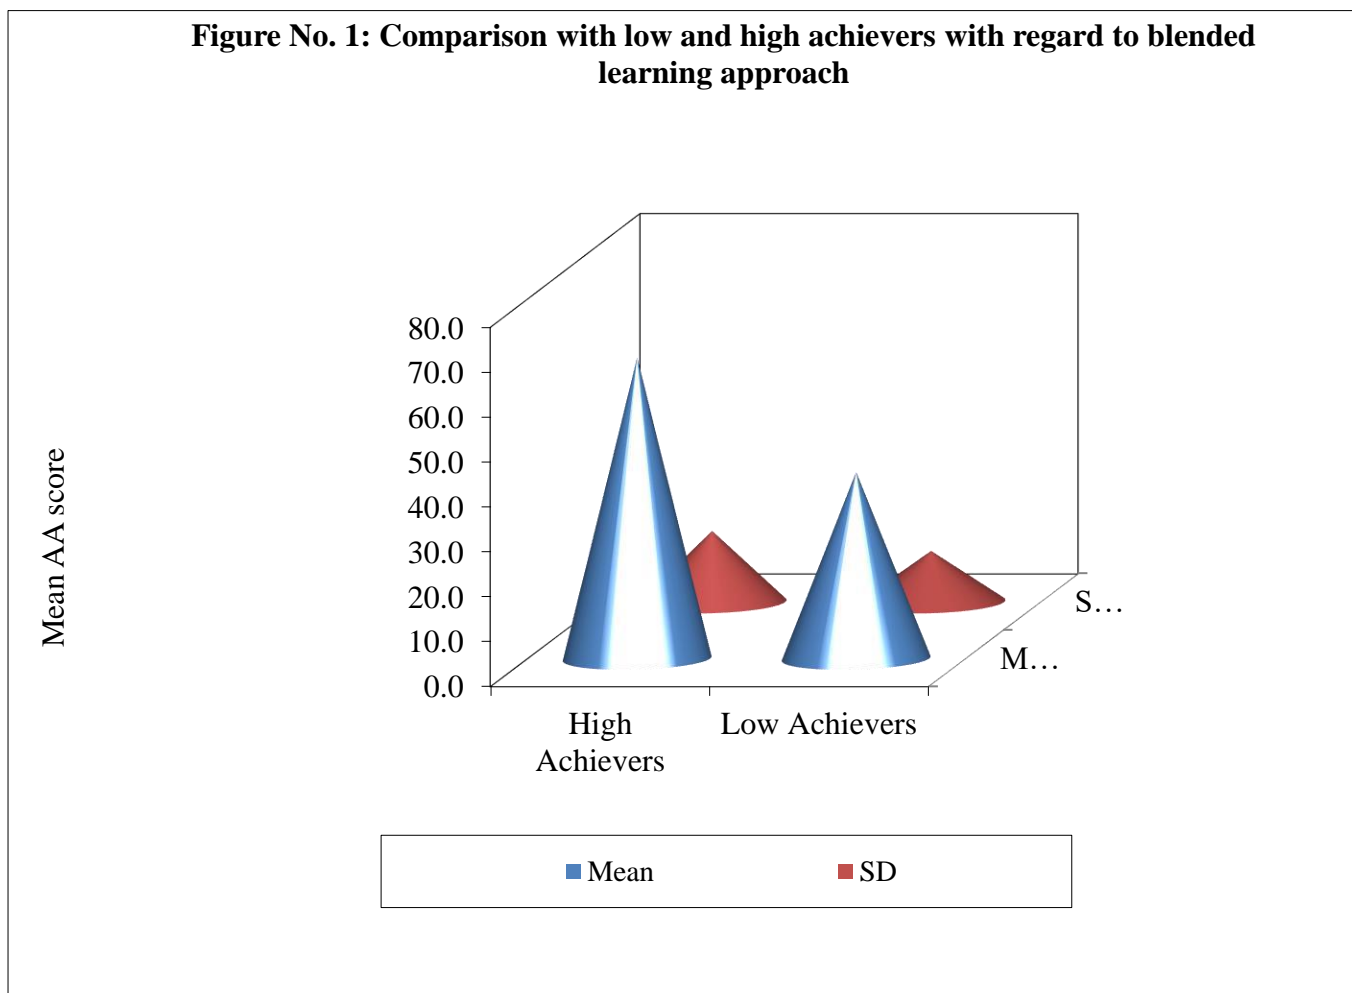 Figure No. 1: Comparison with low and high achievers with regard to blended
learning approach
80.0
70.0
60.0
50.0
40.0
30.0
20.0
10.0
0.0
Mean AA score
S…
M…
High
Achievers
Low Achievers
Mean
SD